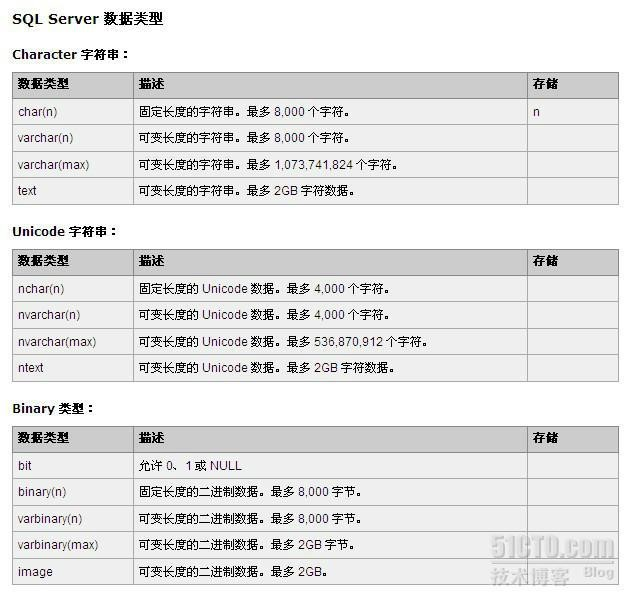 SQL Server 数据类型
Character 字符串：
数据类型 描述 存储
char(n) 固定长度的字符串。最多 8,000 个字符。 n
varchar(n) 可变长度的字符串。最多 8,000 个字符。
varchar(max) 可变长度的字符串。最多 1,073,741,824 个字符。
text 可变长度的字符串。最多 2GB 字符数据。
Unicode 字符串：
数据类型 描述 存储
nchar(n) 固定长度的 Unicode 数据。最多 4,000 个字符。
nvarchar(n) 可变长度的 Unicode 数据。最多 4,000 个字符。
nvarchar(max) 可变长度的 Unicode 数据。最多 536,870,912 个字符。
ntext 可变长度的 Unicode 数据。最多 2GB 字符数据。
Binary 类型：
数据类型 描述 存储
bit 允许 0、1 或 NULL
binary(n) 固定长度的二进制数据。最多 8,000 字节。
varbinary(n) 可变长度的二进制数据。最多 8,000 字节。
varbinary(max) 可变长度的二进制数据。最多 2GB 字节。
image 可变长度的二进制数据。最多 2GB。
51CTO.com
技术博客 Blog